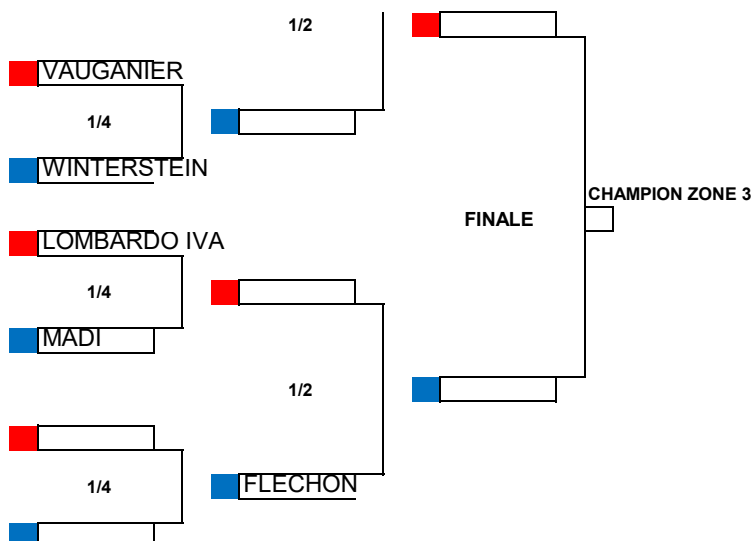 1/2
VAUGANIER
1/4
WINTERSTEIN
CHAMPION ZONE 3
FINALE
LOMBARDO IVA
1/4
MADI
1/2
1/4
FLECHON